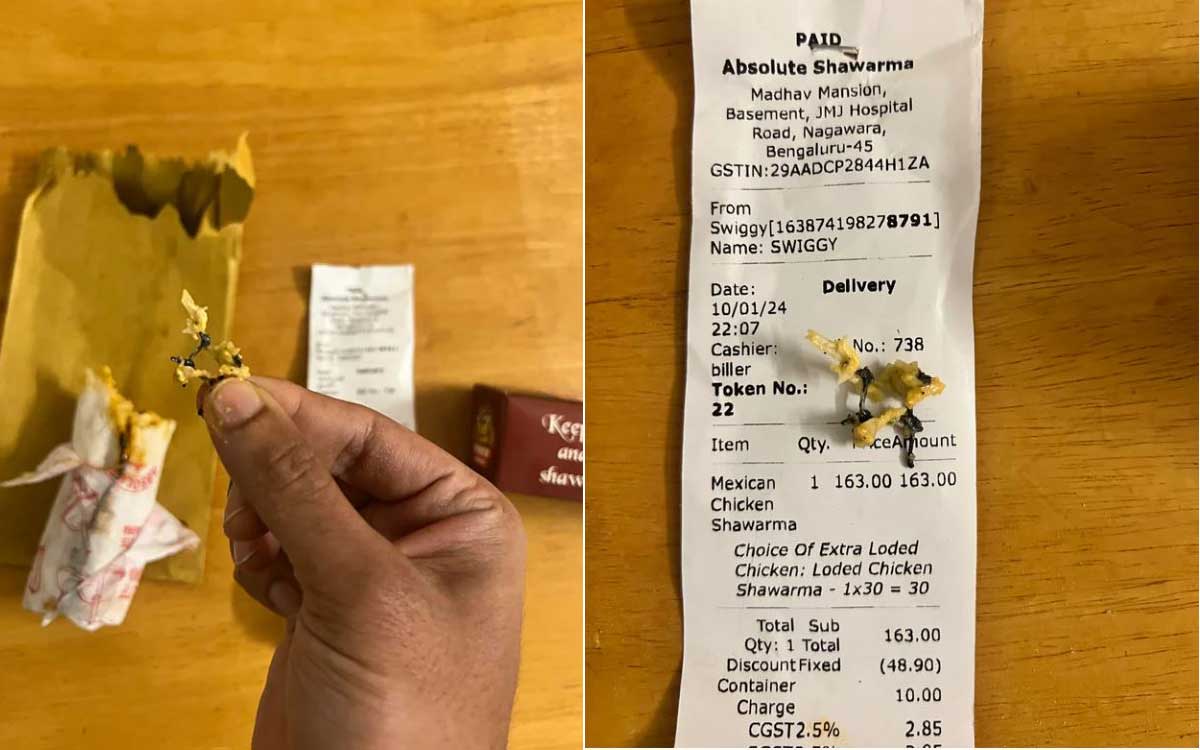 Keep
and
shaw
PAID
Absolute Shawarma
Madhav Mansion,
Basement, JMJ Hospital
Road, Nagawara,
Bengaluru-45
GSTIN:29AADCP2844H1ZA
From
Swiggy[163874198278791]
Name: SWIGGY
Date: Delivery
10/01/24
22:07
Cashier: No.: 738
biller
Token No.:
22
Item Qty. AmounT
Mexican 1 163.00 163.00
Chicken
Shawarma
Choice Of Extra Loded
Chicken: Loded Chicken
Shawarma - 1x30 = 30
Total Sub
Qty: 1 Total 163.00
Discount Fixed (48.90)
Container 10.00
Charge
CGST2.5% 2.85